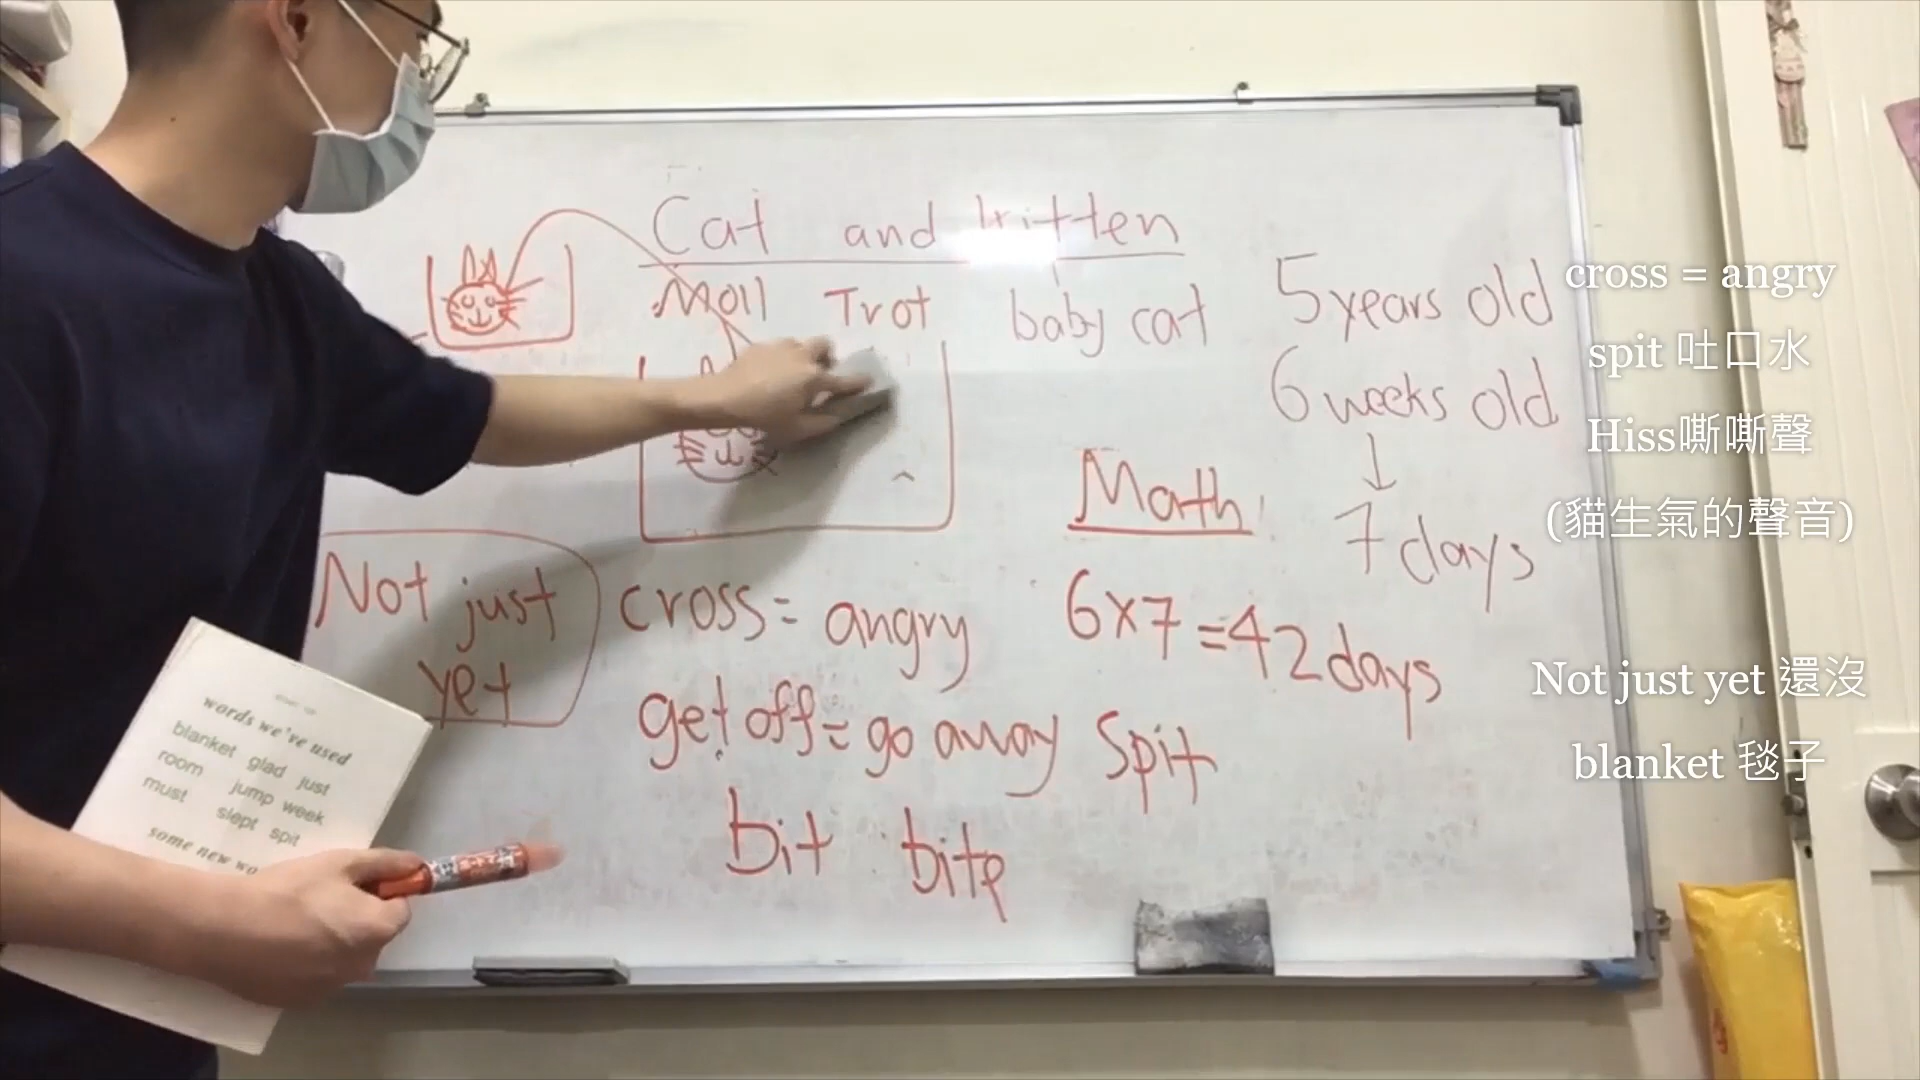 Cat and kitten
Moll Trot baby cat
5 years old
6 weeks old
7 days
Math
6x7=42 days
Not just
yet
cross = angry
get off = go away
spit
bit bite
words we've used
blanket glad just
room jump week
must slept spit
some new wo
cross = angry
spit 吐口水
Hiss嘶嘶聲
(貓生氣的聲音)
Not just yet 還沒
blanket 毯子